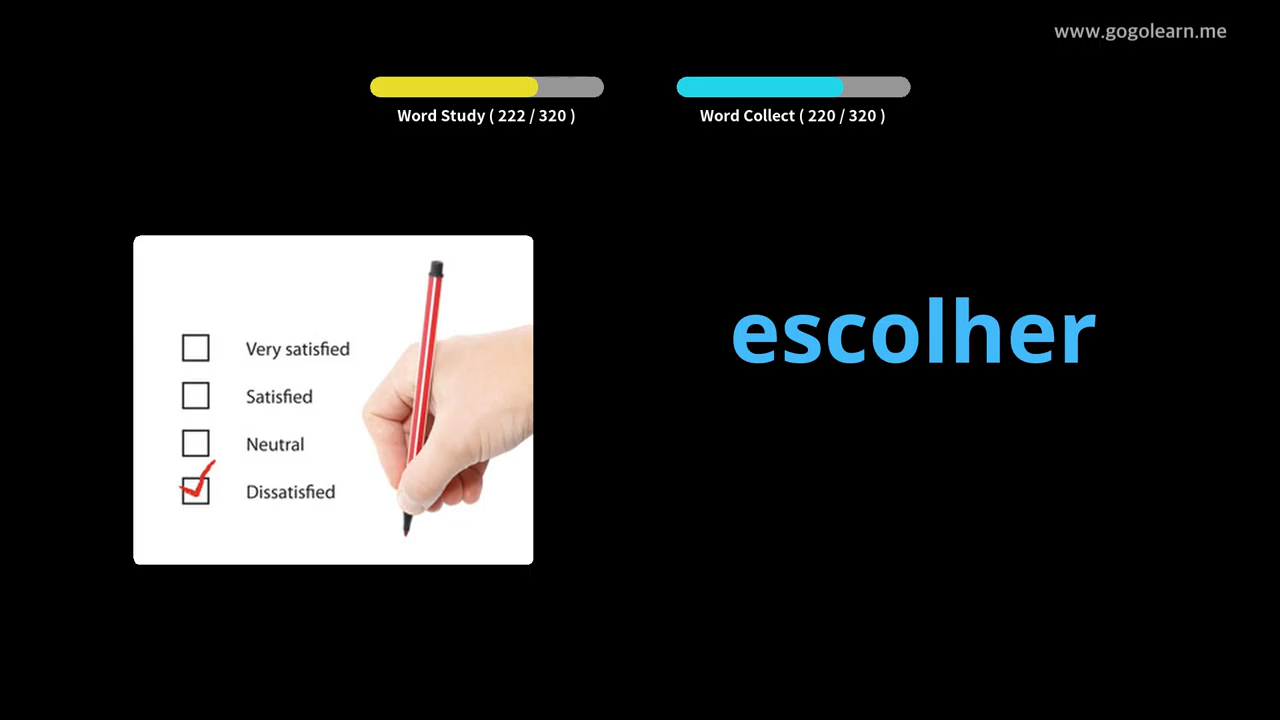 www.gogolearn.me
Word Study ( 222 / 320 )
Word Collect ( 220 / 320 )
Very satisfied
Satisfied
Neutral
Dissatisfied
escolher